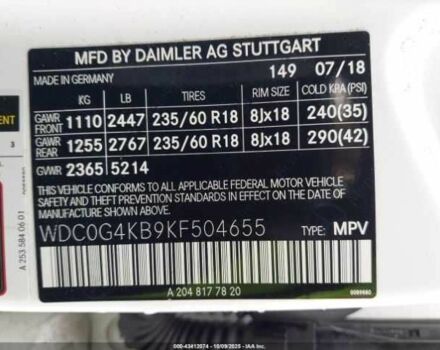 MFD BY DAIMLER AG STUTTGART
MADE IN GERMANY 149 07/18
KG LB TIRES RIM SIZE COLD KPA (PSI)
GAWR FRONT 1110 2447 235/60 R18 8Jx18 240(35)
GAWR REAR 1255 2767 235/60 R18 8Jx18 290(42)
GVWR 2365 5214
THIS VEHICLE CONFORMS TO ALL APPLICABLE FEDERAL MOTOR VEHICLE
SAFETY AND THEFT PREVENTION STANDARDS IN EFFECT ON THE DATE OF
MANUFACTURE SHOWN ABOVE.
WDC0G4KB9KF504655 TYPE: MPV
A 204 817 78 20
A 253 584 06 01
3
000-43412074 - 10/09/2025 - IAA Holdings, LLC.